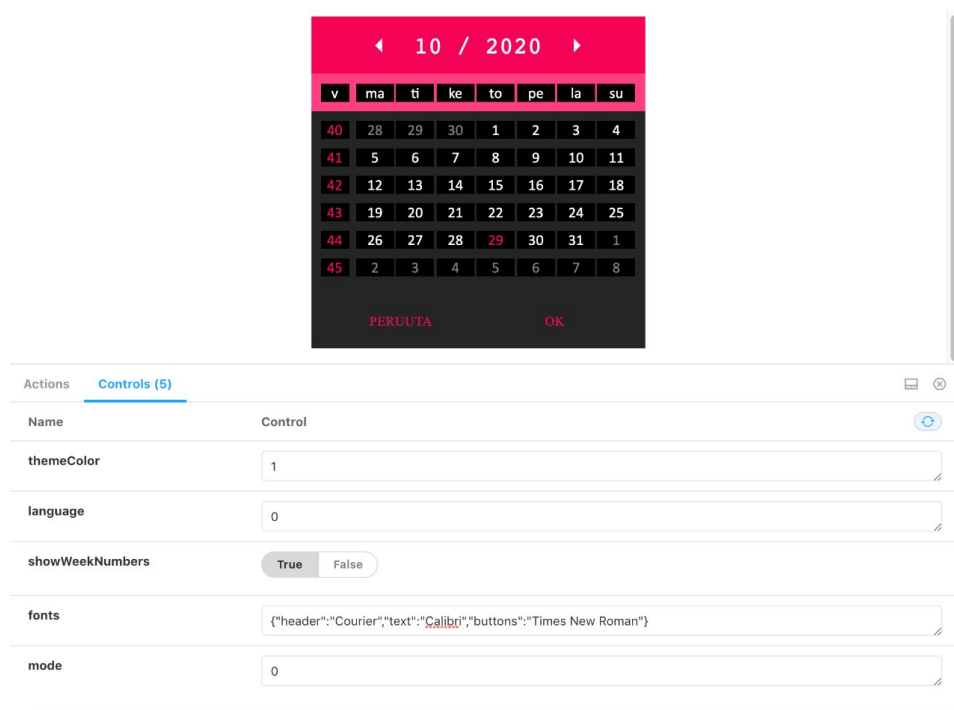 10 / 2020
v ma ti ke to pe la su
40 28 29 30 1 2 3 4
41 5 6 7 8 9 10 11
42 12 13 14 15 16 17 18
43 19 20 21 22 23 24 25
44 26 27 28 29 30 31 1
45 2 3 4 5 6 7 8
PERUUTA OK
Actions Controls (5)
Name Control
themeColor 1
language 0
showWeekNumbers True False
fonts {"header":"Courier","text":"Calibri","buttons":"Times New Roman"}
mode 0